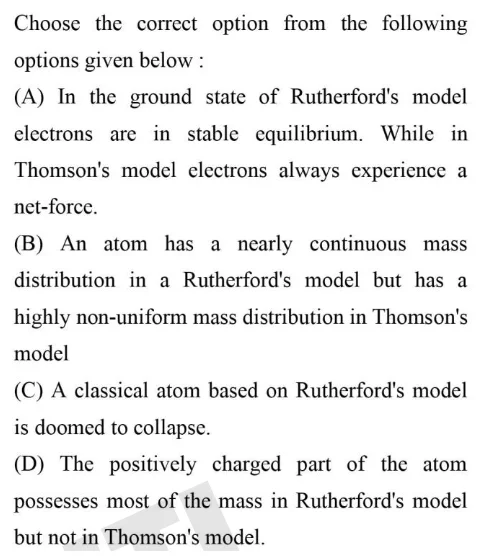 Choose the correct option from the following
options given below :
(A) In the ground state of Rutherford's model
electrons are in stable equilibrium. While in
Thomson's model electrons always experience a
net-force.
(B) An atom has a nearly continuous mass
distribution in a Rutherford's model but has a
highly non-uniform mass distribution in Thomson's
model
(C) A classical atom based on Rutherford's model
is doomed to collapse.
(D) The positively charged part of the atom
possesses most of the mass in Rutherford's model
but not in Thomson's model.